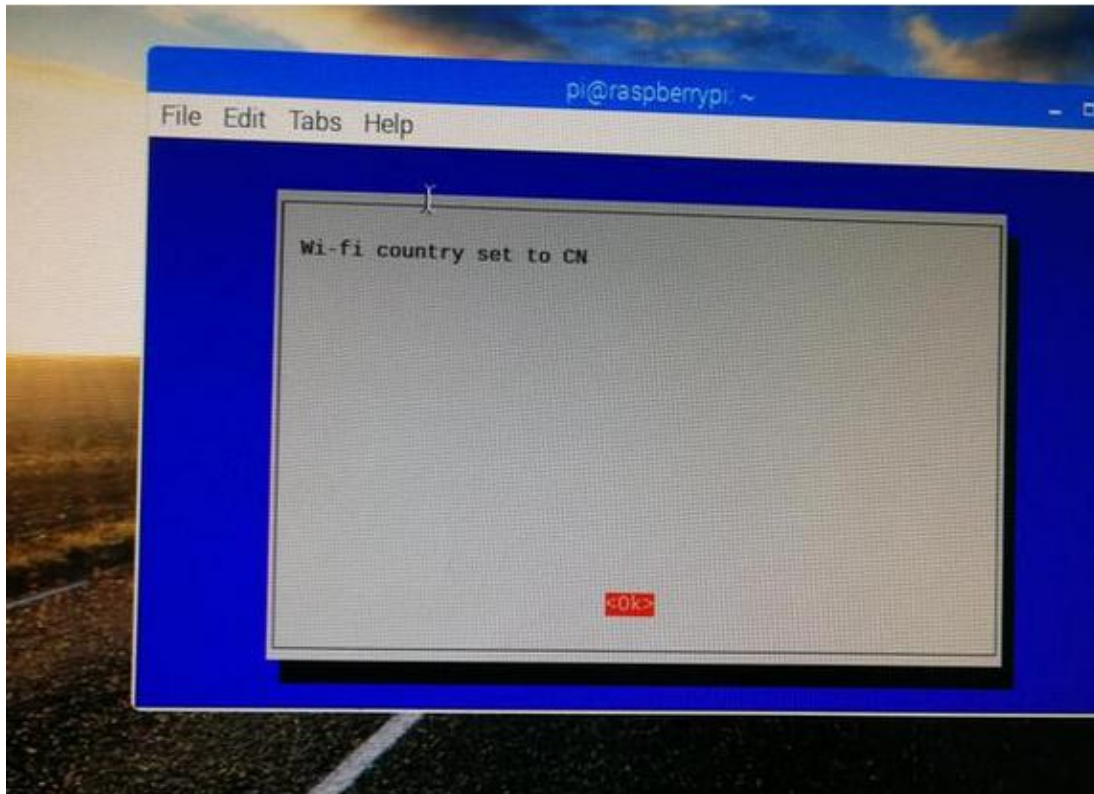 pi@raspberrypi: ~
File Edit Tabs Help
Wi-fi country set to CN
<Ok>